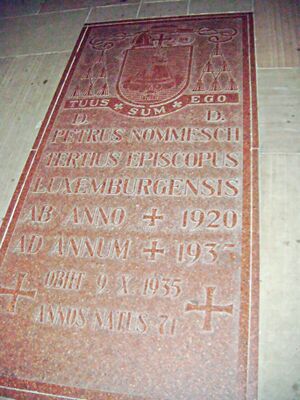 TUUS ✣ SUM ✣ EGO
D. D.
PETRUS NOMMESCH
TERTIUS EPISCOPUS
LUXEMBURGENSIS
AB ANNO ✣ 1920
AD ANNUM ✣ 1935
OBIIT 9. X. 1935
ANNOS NATUS 71